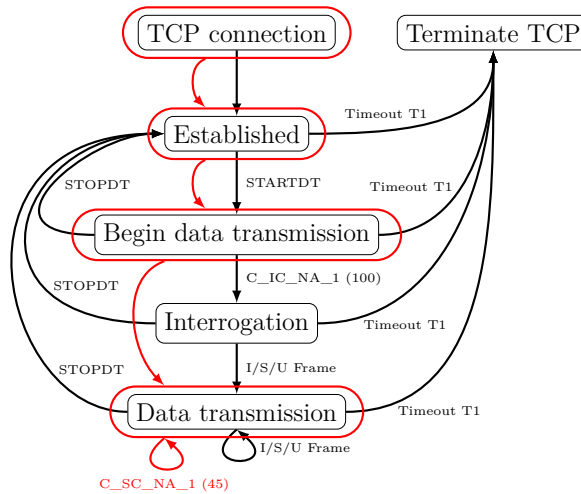 TCP connection
Terminate TCP
Timeout T1
Established
STOPDT
STARTDT
Timeout T1
Begin data transmission
C_IC_NA_1 (100)
STOPDT
Interrogation
Timeout T1
STOPDT
I/S/U Frame
Data transmission
Timeout T1
I/S/U Frame
C_SC_NA_1 (45)